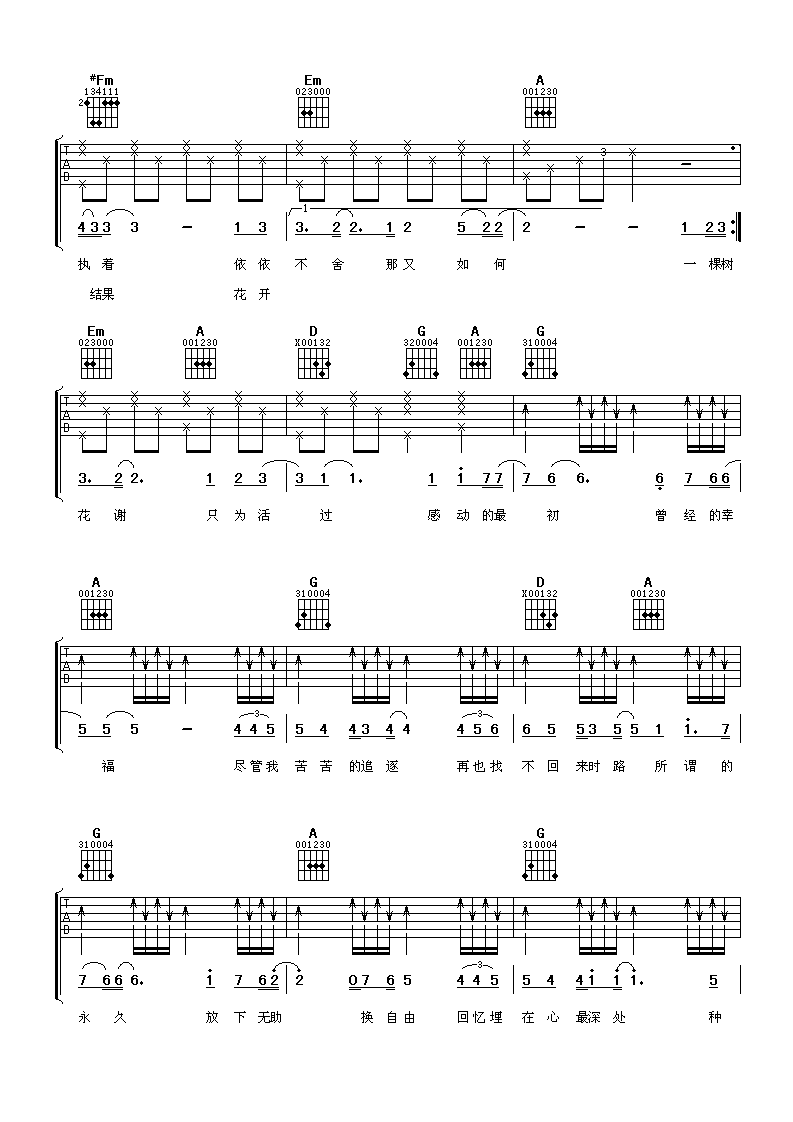 #Fm Em A
134111 023000 001230
2
T A B
3
1
4 3 3 3 - 1 3 3. 2 2. 1 2 5 2 2 2 - - 1 2 3
执着 依依 不舍 那又如何 一棵树
结果 花开
Em A D G A G
023000 001230 X00132 320004 001230 310004
T A B
3. 2 2. 1 2 3 3 1 1. 1 1 7 7 7 6 6. 6 7 6 6
花谢 只为活过 感动的最初 曾经的幸
A G D A
001230 310004 X00132 001230
T A B
3 3
5 5 5 - 4 4 5 5 4 4 3 4 4 4 5 6 6 5 5 3 5 5 1 1. 7
福 尽管我苦苦的追逐 再也找不回来时路所谓的
G A G
310004 001230 310004
T A B
3
7 6 6 6. 1 7 6 2 2 0 7 6 5 4 4 5 5 4 4 1 1 1. 5
永久 放下无助 换自由 回忆埋在心最深处 种